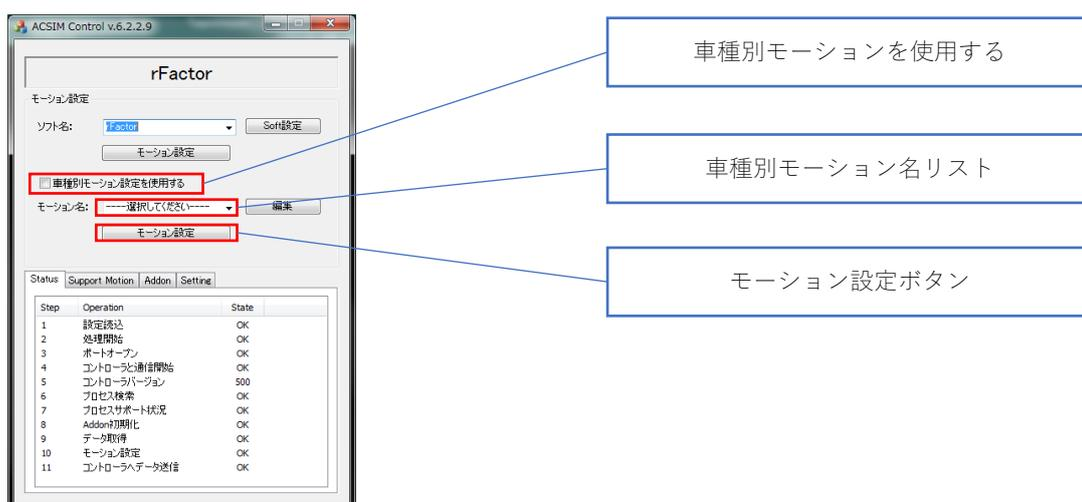 ACSIM Control v.6.2.2.9
rFactor
モーション設定
ソフト名: rFactor Soft設定
モーション設定
車種別モーション設定を使用する
モーション名: ----選択してください---- 編集
モーション設定
Status Support Motion Addon Setting
Step Operation State
1 設定読込 OK
2 処理開始 OK
3 ポートオープン OK
4 コントローラと通信開始 OK
5 コントローラバージョン 500
6 プロセス検索 OK
7 プロセスサポート状況 OK
8 Addon初期化 OK
9 データ取得 OK
10 モーション設定 OK
11 コントローラへデータ送信 OK
車種別モーションを使用する
車種別モーション名リスト
モーション設定ボタン